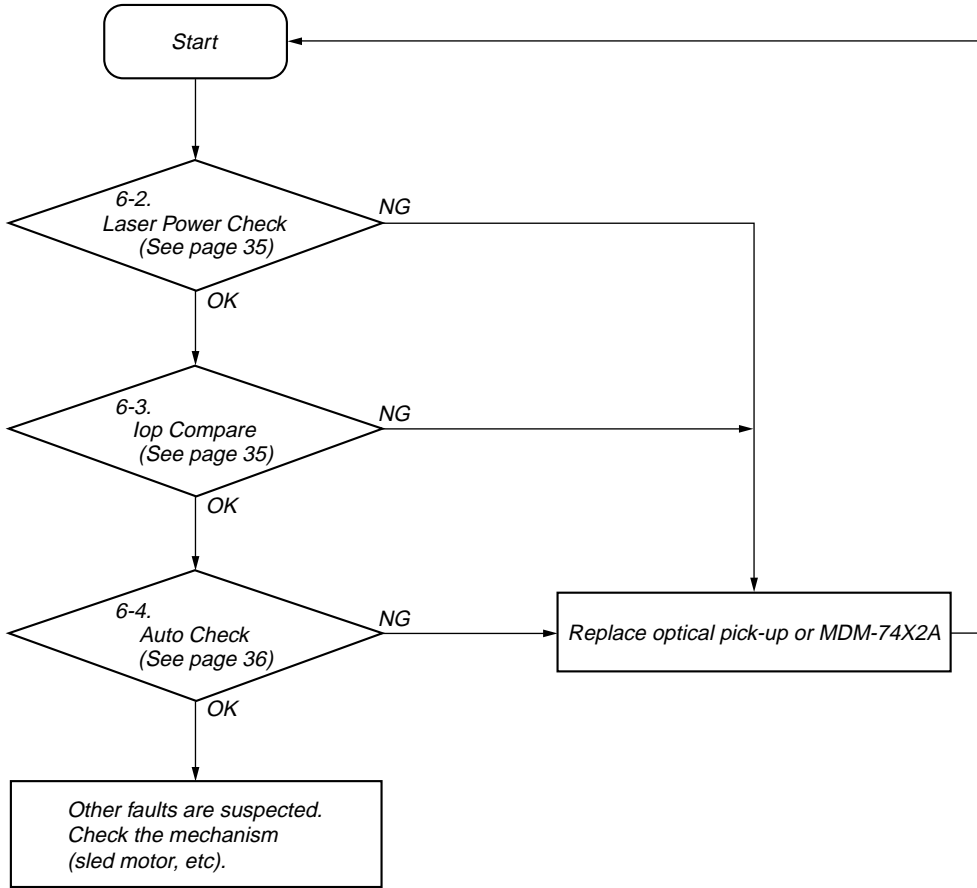 Start
6-2.
Laser Power Check
(See page 35)
NG
OK
6-3.
Iop Compare
(See page 35)
NG
OK
6-4.
Auto Check
(See page 36)
NG
OK
Replace optical pick-up or MDM-74X2A
Other faults are suspected.
Check the mechanism
(sled motor, etc).